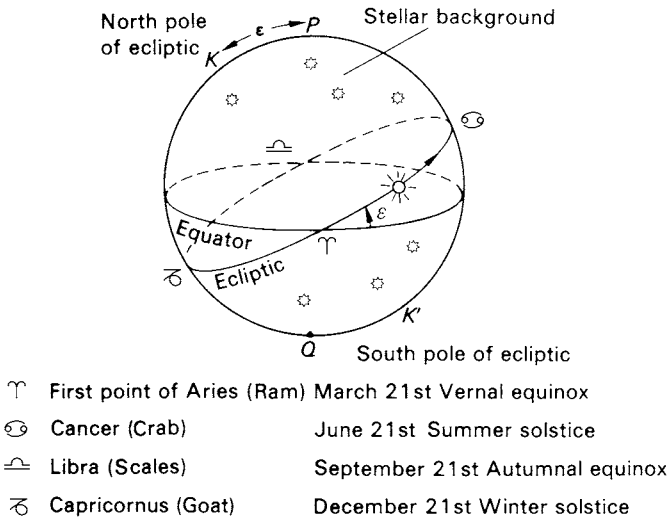 North pole
of ecliptic
K
ε
P
Stellar background
♋
♎
ε
Equator
♈
♑
Ecliptic
K'
Q
South pole of ecliptic
♈ First point of Aries (Ram) March 21st Vernal equinox
♋ Cancer (Crab) June 21st Summer solstice
♎ Libra (Scales) September 21st Autumnal equinox
♑ Capricornus (Goat) December 21st Winter solstice